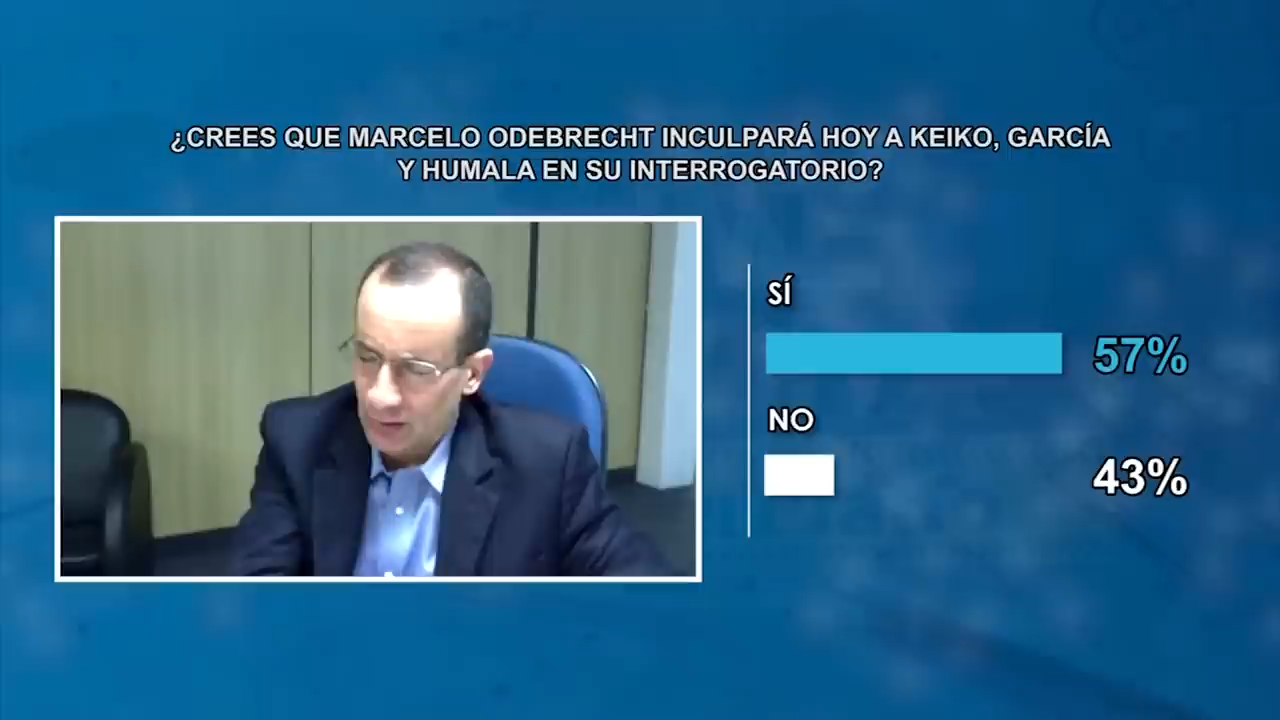 ¿CREES QUE MARCELO ODEBRECHT INCULPARÁ HOY A KEIKO, GARCÍA
Y HUMALA EN SU INTERROGATORIO?
SÍ
57%
NO
43%